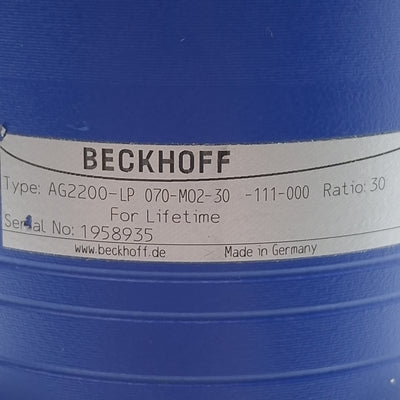 BECKHOFF
Type: AG2200-LP 070-M02-30 -111-000 Ratio: 30
For Lifetime
Serial No: 1958935
www.beckhoff.de Made in Germany